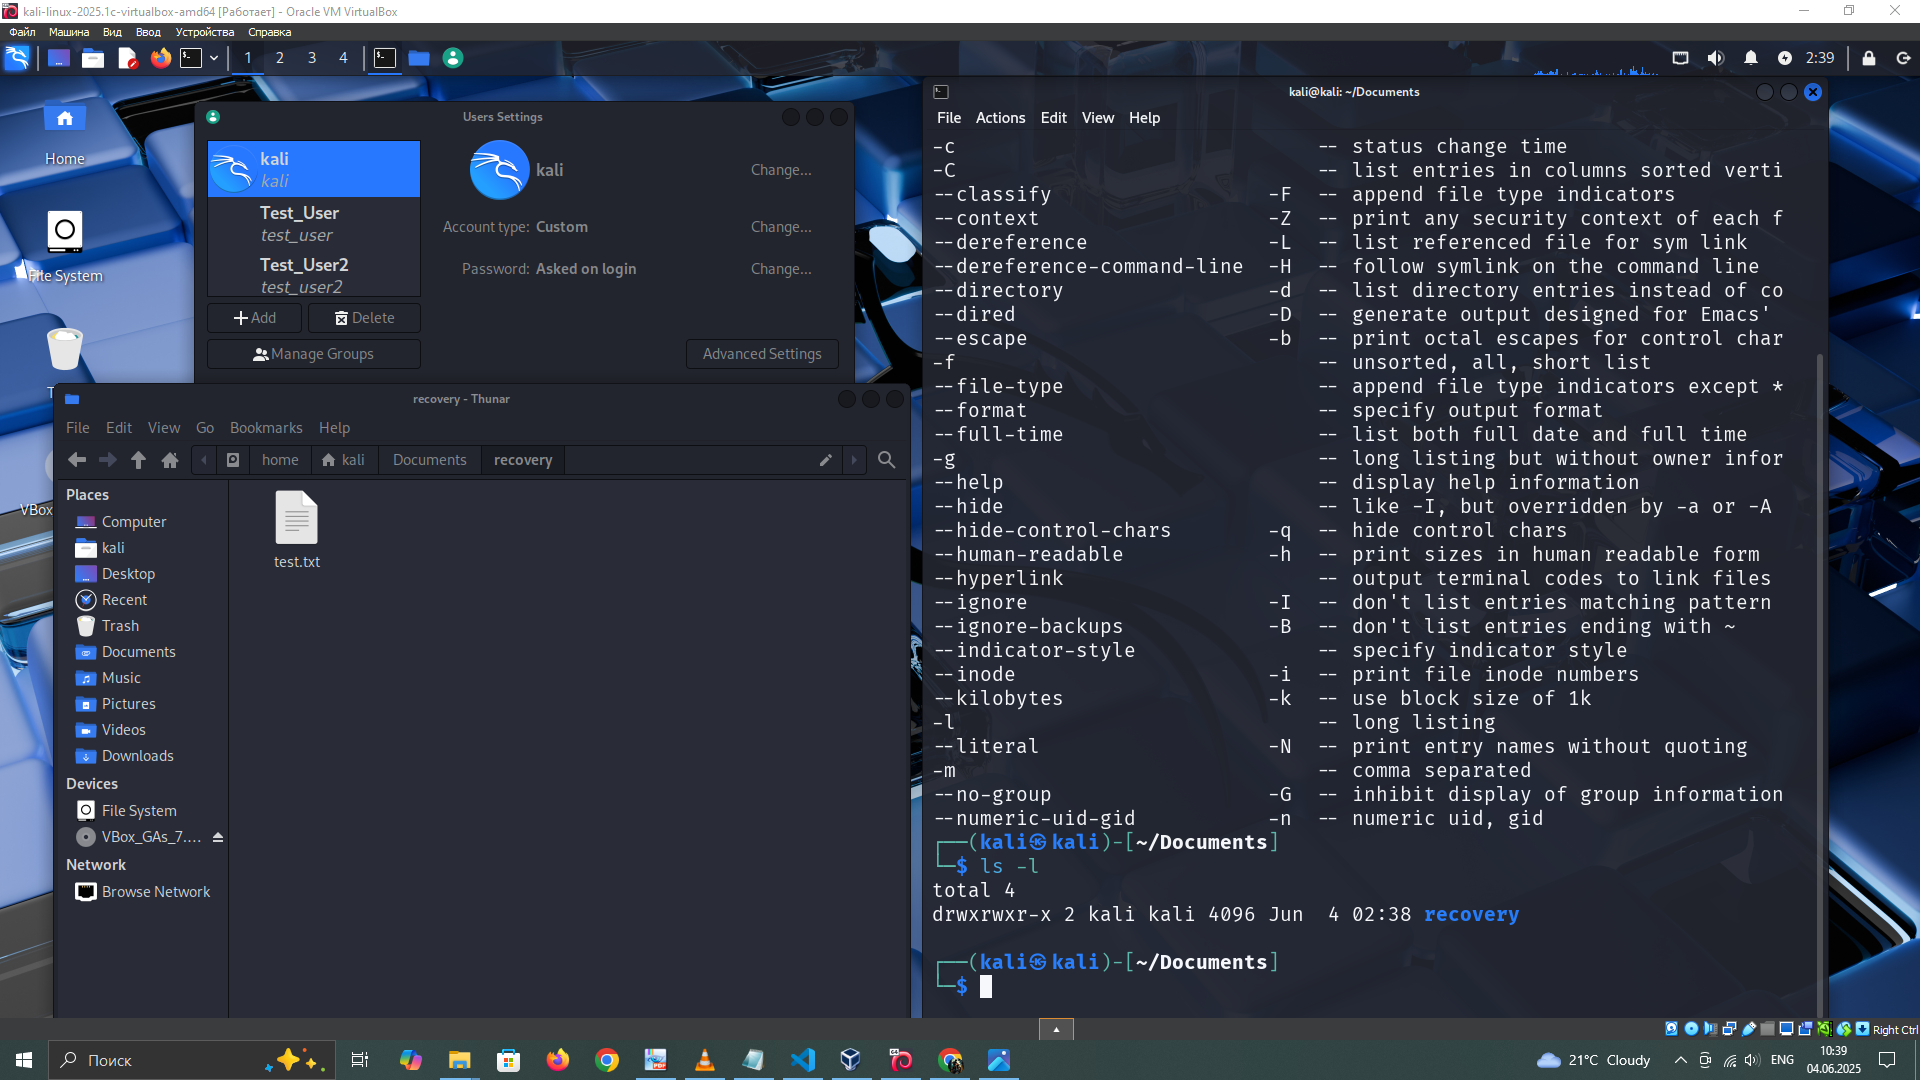 kali-linux-2025.1c-virtualbox-amd64 [Работает] - Oracle VM VirtualBox
Файл Машина Вид Ввод Устройства Справка
1 2 3 4
2:39
Home
File System
Users Settings
kali
kali
Test_User
test_user
Test_User2
test_user2
Add
Delete
Manage Groups
kali
Change...
Account type: Custom
Change...
Password: Asked on login
Change...
Advanced Settings
recovery - Thunar
File Edit View Go Bookmarks Help
home kali Documents recovery
Places
Computer
kali
Desktop
Recent
Trash
Documents
Music
Pictures
Videos
Downloads
Devices
File System
VBox_GAs_7....
Network
Browse Network
test.txt
kali@kali: ~/Documents
File Actions Edit View Help
-c -- status change time
-C -- list entries in columns sorted verti
--classify -F -- append file type indicators
--context -Z -- print any security context of each f
--dereference -L -- list referenced file for sym link
--dereference-command-line -H -- follow symlink on the command line
--directory -d -- list directory entries instead of co
--dired -D -- generate output designed for Emacs'
--escape -b -- print octal escapes for control char
-f -- unsorted, all, short list
--file-type -- append file type indicators except *
--format -- specify output format
--full-time -- list both full date and full time
-g -- long listing but without owner infor
--help -- display help information
--hide -- like -I, but overridden by -a or -A
--hide-control-chars -q -- hide control chars
--human-readable -h -- print sizes in human readable form
--hyperlink -- output terminal codes to link files
--ignore -I -- don't list entries matching pattern
--ignore-backups -B -- don't list entries ending with ~
--indicator-style -- specify indicator style
--inode -i -- print file inode numbers
--kilobytes -k -- use block size of 1k
-l -- long listing
--literal -N -- print entry names without quoting
-m -- comma separated
--no-group -G -- inhibit display of group information
--numeric-uid-gid -n -- numeric uid, gid
┌──(kali㉿kali)-[~/Documents]
└─$ ls -l
total 4
drwxrwxr-x 2 kali kali 4096 Jun  4 02:38 recovery
┌──(kali㉿kali)-[~/Documents]
└─$
Right Ctrl
Поиск
21°C Cloudy
ENG
10:39
04.06.2025